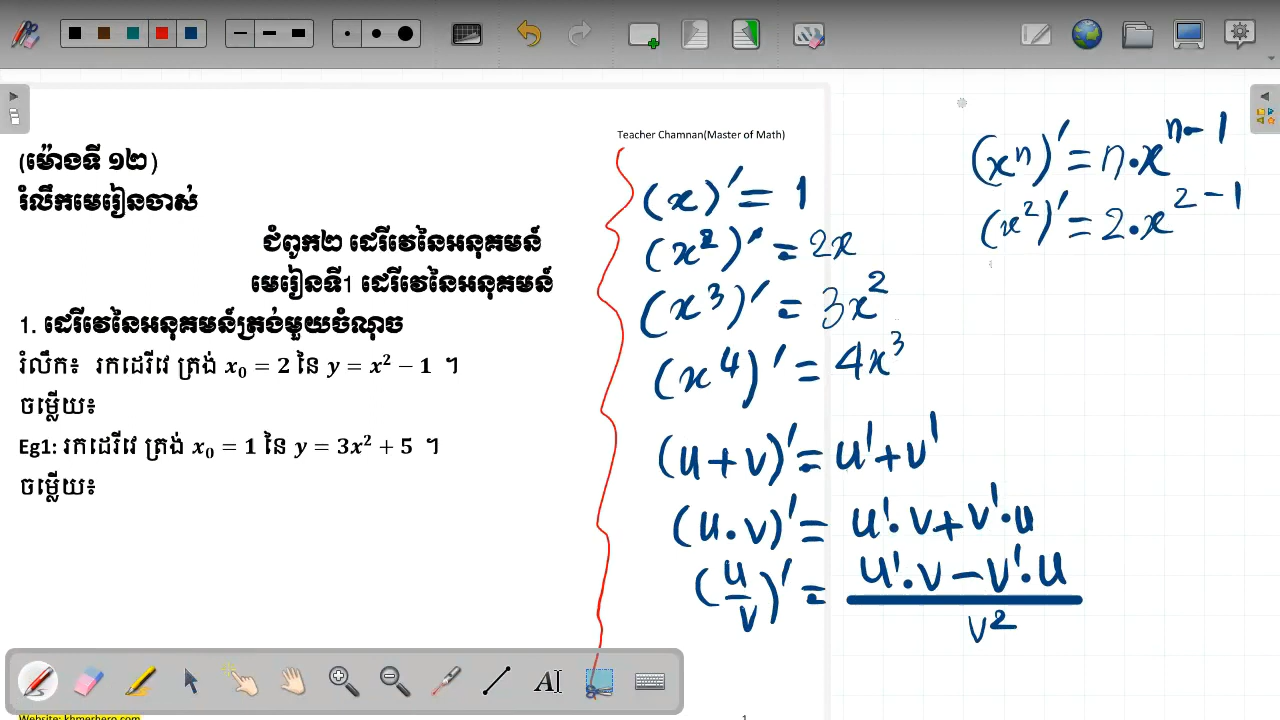 Teacher Chamnan(Master of Math)
(ម៉ោងទី ១២)
រំលឹកមេរៀនចាស់
ជំពូក២ ដេរីវេនៃអនុគមន៍
មេរៀនទី1 ដេរីវេនៃអនុគមន៍
1. ដេរីវេនៃអនុគមន៍ត្រង់មួយចំណុច
រំលឹក៖ រកដេរីវេ ត្រង់ x₀ = 2 នៃ y = x² − 1 ។
ចម្លើយ៖
Eg1: រកដេរីវេ ត្រង់ x₀ = 1 នៃ y = 3x² + 5 ។
ចម្លើយ៖
(x)' = 1
(x²)' = 2x
(x³)' = 3x²
(x⁴)' = 4x³
(u+v)' = u'+v'
(u·v)' = u'·v+v'·u
(u/v)' = (u'·v − v'·u)/v²
(xⁿ)' = n·xⁿ⁻¹
(x²)' = 2·x²⁻¹
Website: khmerhero.com
1